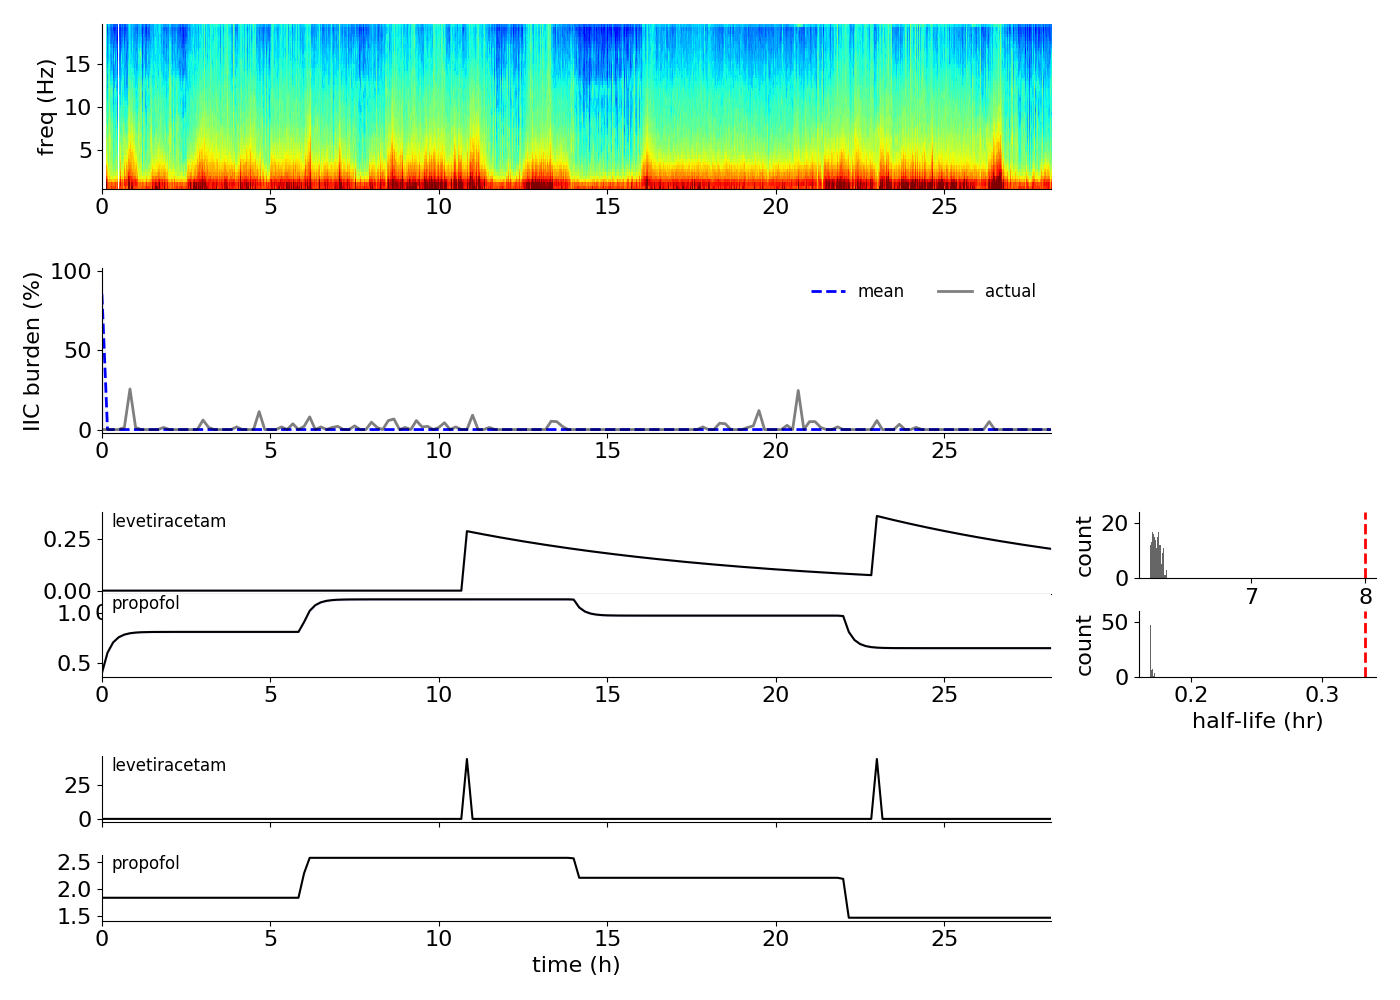 freq (Hz)
15
10
5
0 5 10 15 20 25
IIC burden (%)
100
50
0
mean actual
0 5 10 15 20 25
levetiracetam
0.25
0.00
propofol
1.0
0.5
0 5 10 15 20 25
count
20
0
7 8
count
50
0
0.2 0.3
half-life (hr)
levetiracetam
25
0
propofol
2.5
2.0
1.5
0 5 10 15 20 25
time (h)